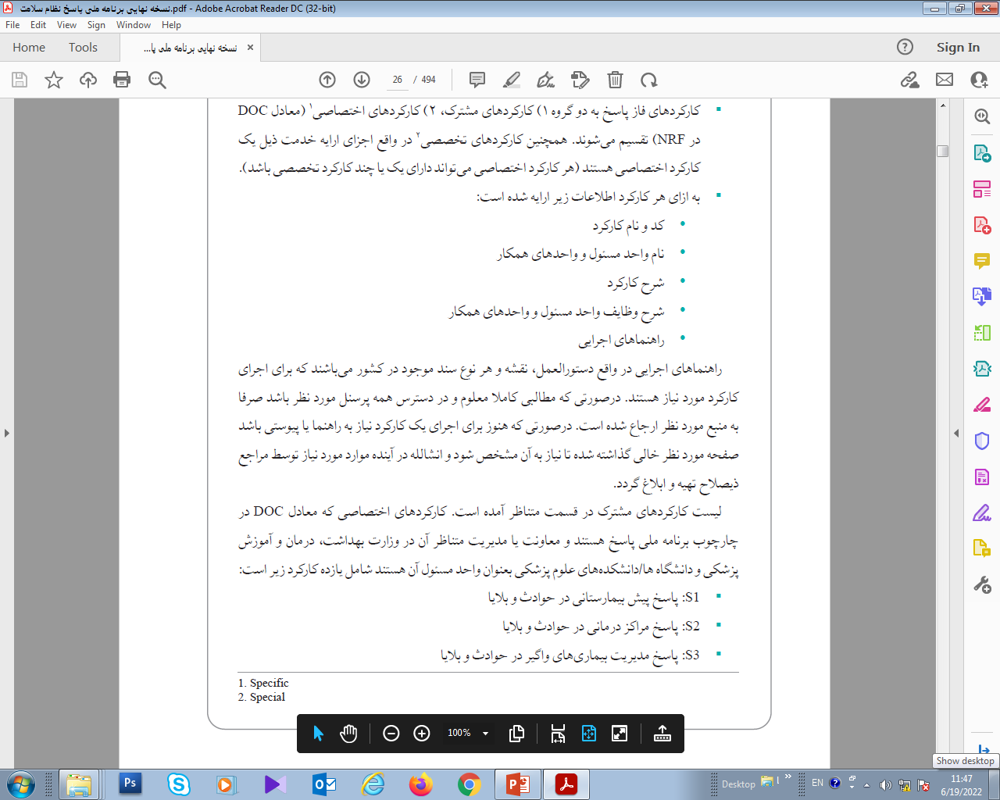 نسخه نهایی برنامه ملی پاسخ نظام سلامت.pdf - Adobe Acrobat Reader DC (32-bit)
File Edit View Sign Window Help
Home Tools نسخه نهایی برنامه ملی پا... × Sign In
26 / 494
کارکردهای فاز پاسخ به دو گروه ۱) کارکردهای مشترک، ۲) کارکردهای اختصاصی۱ (معادل DOC
در NRF) تقسیم می‌شوند. همچنین کارکردهای تخصصی۲ در واقع اجزای ارایه خدمت ذیل یک
کارکرد اختصاصی هستند (هر کارکرد اختصاصی می‌تواند دارای یک یا چند کارکرد تخصصی باشد).
به ازای هر کارکرد اطلاعات زیر ارایه شده است:
کد و نام کارکرد
نام واحد مسئول و واحدهای همکار
شرح کارکرد
شرح وظایف واحد مسئول و واحدهای همکار
راهنماهای اجرایی
راهنماهای اجرایی در واقع دستورالعمل، نقشه و هر نوع سند موجود در کشور می‌باشند که برای اجرای
کارکرد مورد نیاز هستند. درصورتی که مطالبی کاملا معلوم و در دسترس همه پرسنل مورد نظر باشد صرفا
به منبع مورد نظر ارجاع شده است. درصورتی که هنوز برای اجرای یک کارکرد نیاز به راهنما یا پیوستی باشد
صفحه مورد نظر خالی گذاشته شده تا نیاز به آن مشخص شود و انشالله در آینده موارد مورد نیاز توسط مراجع
ذیصلاح تهیه و ابلاغ گردد.
لیست کارکردهای مشترک در قسمت متناظر آمده است. کارکردهای اختصاصی که معادل DOC در
چارچوب برنامه ملی پاسخ هستند و معاونت یا مدیریت متناظر آن در وزارت بهداشت، درمان و آموزش
پزشکی و دانشگاه ها/دانشکده‌های علوم پزشکی بعنوان واحد مسئول آن هستند شامل یازده کارکرد زیر است:
S1: پاسخ پیش بیمارستانی در حوادث و بلایا
S2: پاسخ مراکز درمانی در حوادث و بلایا
S3: پاسخ مدیریت بیماری‌های واگیر در حوادث و بلایا
1. Specific
2. Special
100%
Show desktop
Ps Desktop EN 11:47
6/19/2022